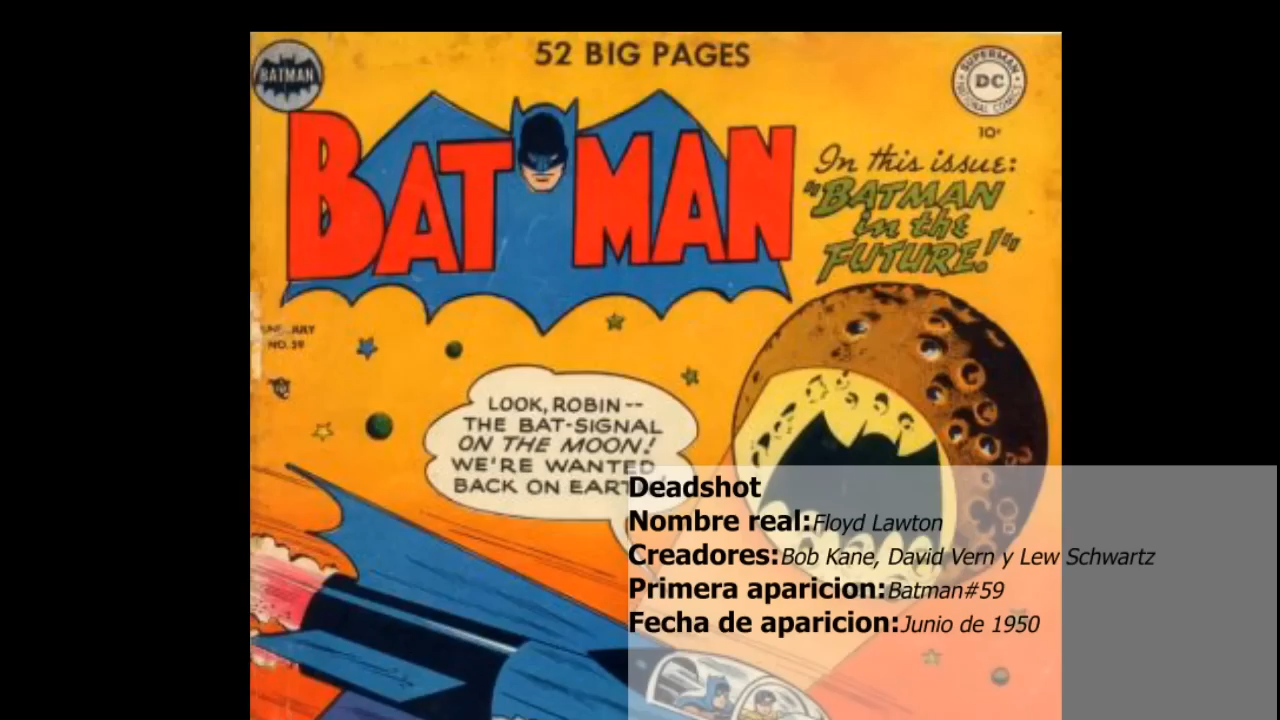 52 BIG PAGES
BATMAN
SUPERMAN
DC
NATIONAL COMICS
10¢
BATMAN
In this issue:
"BATMAN
in the
FUTURE!"
JULY
NO. 59
LOOK, ROBIN--
THE BAT-SIGNAL
ON THE MOON!
WE'RE WANTED
BACK ON
Deadshot
Nombre real:Floyd Lawton
Creadores:Bob Kane, David Vern y Lew Schwartz
Primera aparicion:Batman#59
Fecha de aparicion:Junio de 1950